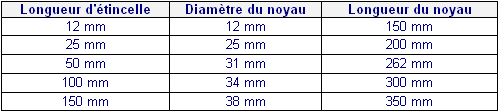 Longueur d'étincelle Diamètre du noyau Longueur du noyau
12 mm 12 mm 150 mm
25 mm 25 mm 200 mm
50 mm 31 mm 262 mm
100 mm 34 mm 300 mm
150 mm 38 mm 350 mm